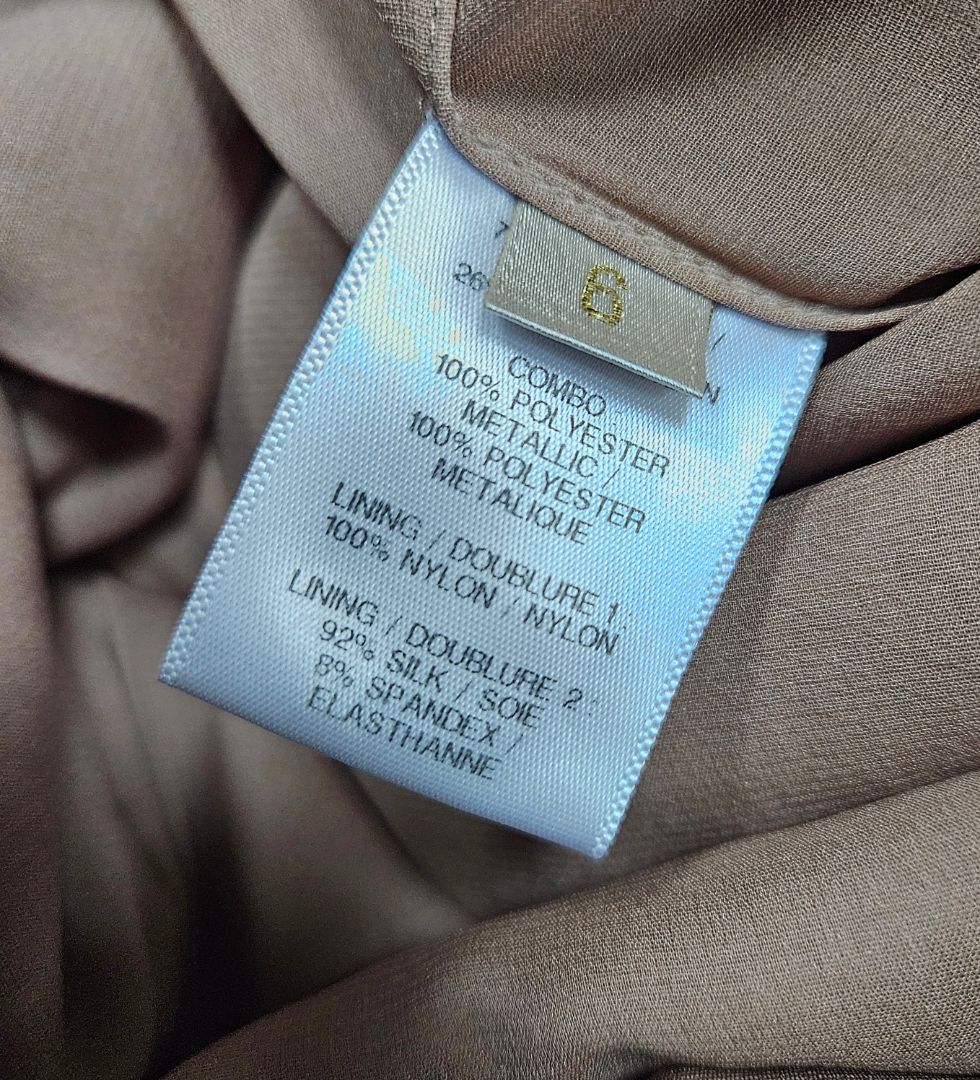 6
COMBO
100% POLYESTER
METALLIC /
100% POLYESTER
METALIQUE
LINING / DOUBLURE 1:
100% NYLON / NYLON
LINING / DOUBLURE 2:
92% SILK / SOIE
8% SPANDEX /
ELASTHANNE